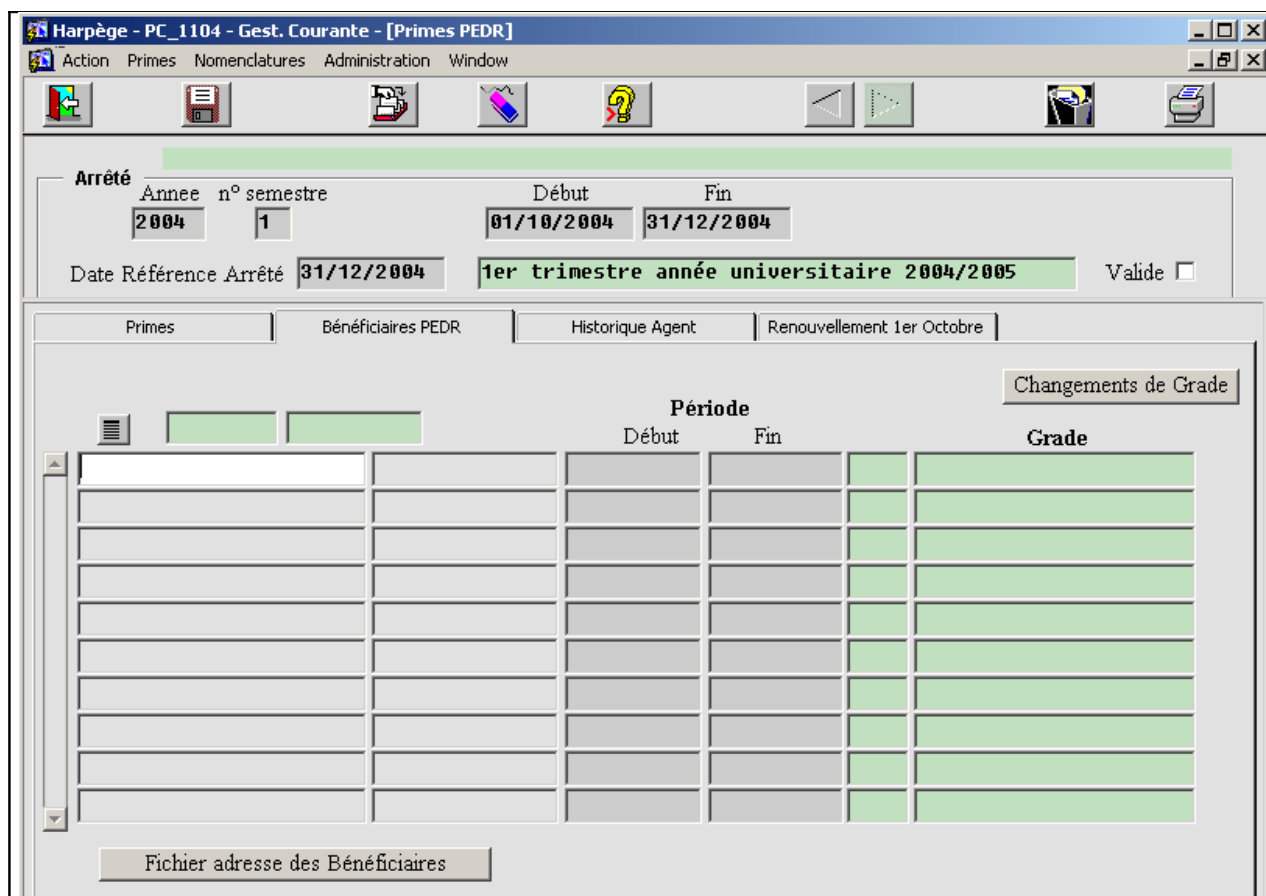 Harpège - PC_1104 - Gest. Courante - [Primes PEDR]
Action Primes Nomenclatures Administration Window
Arrêté
Annee n° semestre Début Fin
2004 1 01/10/2004 31/12/2004
Date Référence Arrêté 31/12/2004 1er trimestre année universitaire 2004/2005 Valide
Primes Bénéficiaires PEDR Historique Agent Renouvellement 1er Octobre
Changements de Grade
Période
Début Fin Grade
Fichier adresse des Bénéficiaires